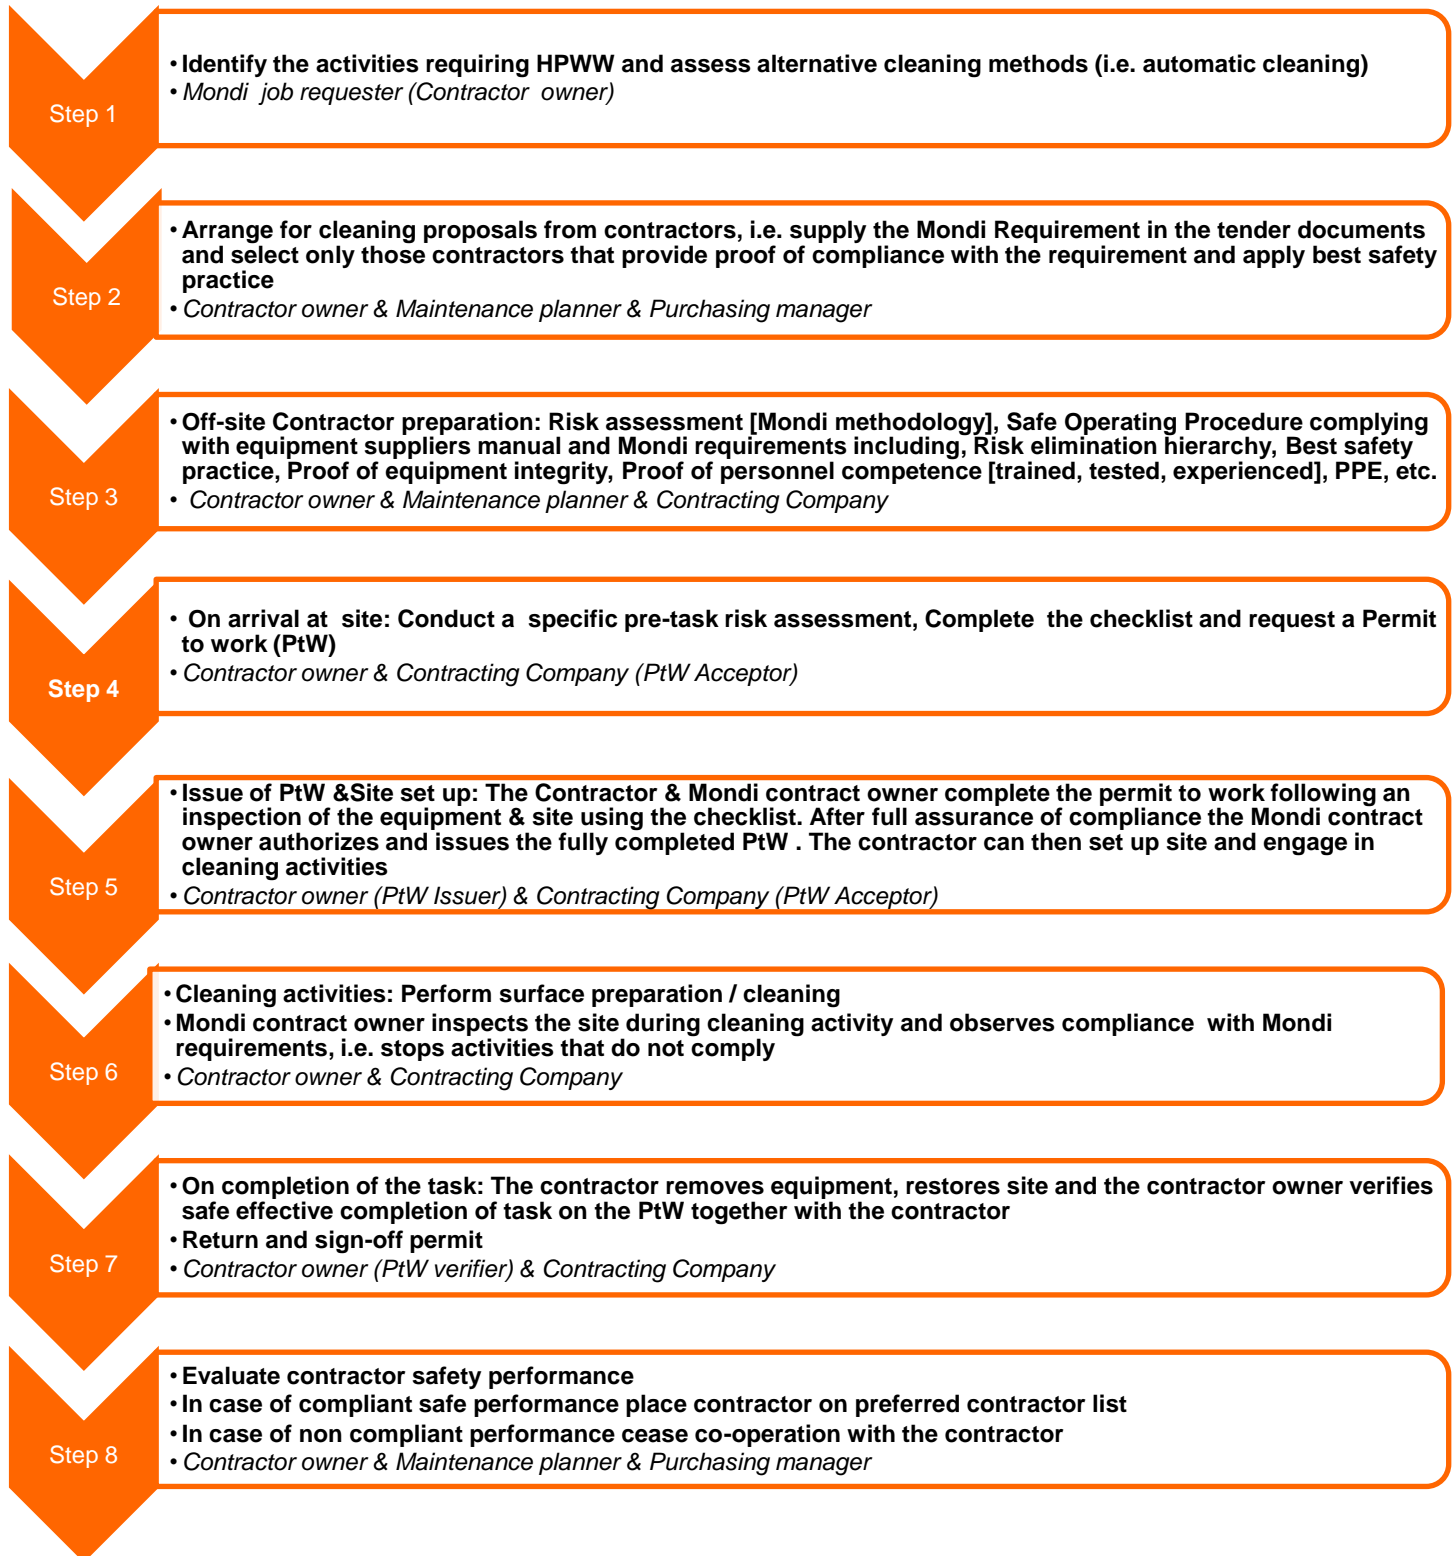 Step 1
• Identify the activities requiring HPWW and assess alternative cleaning methods (i.e. automatic cleaning)
• Mondi job requester (Contractor owner)
Step 2
• Arrange for cleaning proposals from contractors, i.e. supply the Mondi Requirement in the tender documents
and select only those contractors that provide proof of compliance with the requirement and apply best safety
practice
• Contractor owner & Maintenance planner & Purchasing manager
Step 3
• Off-site Contractor preparation: Risk assessment [Mondi methodology], Safe Operating Procedure complying
with equipment suppliers manual and Mondi requirements including, Risk elimination hierarchy, Best safety
practice, Proof of equipment integrity, Proof of personnel competence [trained, tested, experienced], PPE, etc.
• Contractor owner & Maintenance planner & Contracting Company
Step 4
• On arrival at site: Conduct a specific pre-task risk assessment, Complete the checklist and request a Permit
to work (PtW)
• Contractor owner & Contracting Company (PtW Acceptor)
Step 5
• Issue of PtW &Site set up: The Contractor & Mondi contract owner complete the permit to work following an
inspection of the equipment & site using the checklist. After full assurance of compliance the Mondi contract
owner authorizes and issues the fully completed PtW . The contractor can then set up site and engage in
cleaning activities
• Contractor owner (PtW Issuer) & Contracting Company (PtW Acceptor)
Step 6
• Cleaning activities: Perform surface preparation / cleaning
• Mondi contract owner inspects the site during cleaning activity and observes compliance with Mondi
requirements, i.e. stops activities that do not comply
• Contractor owner & Contracting Company
Step 7
• On completion of the task: The contractor removes equipment, restores site and the contractor owner verifies
safe effective completion of task on the PtW together with the contractor
• Return and sign-off permit
• Contractor owner (PtW verifier) & Contracting Company
Step 8
• Evaluate contractor safety performance
• In case of compliant safe performance place contractor on preferred contractor list
• In case of non compliant performance cease co-operation with the contractor
• Contractor owner & Maintenance planner & Purchasing manager